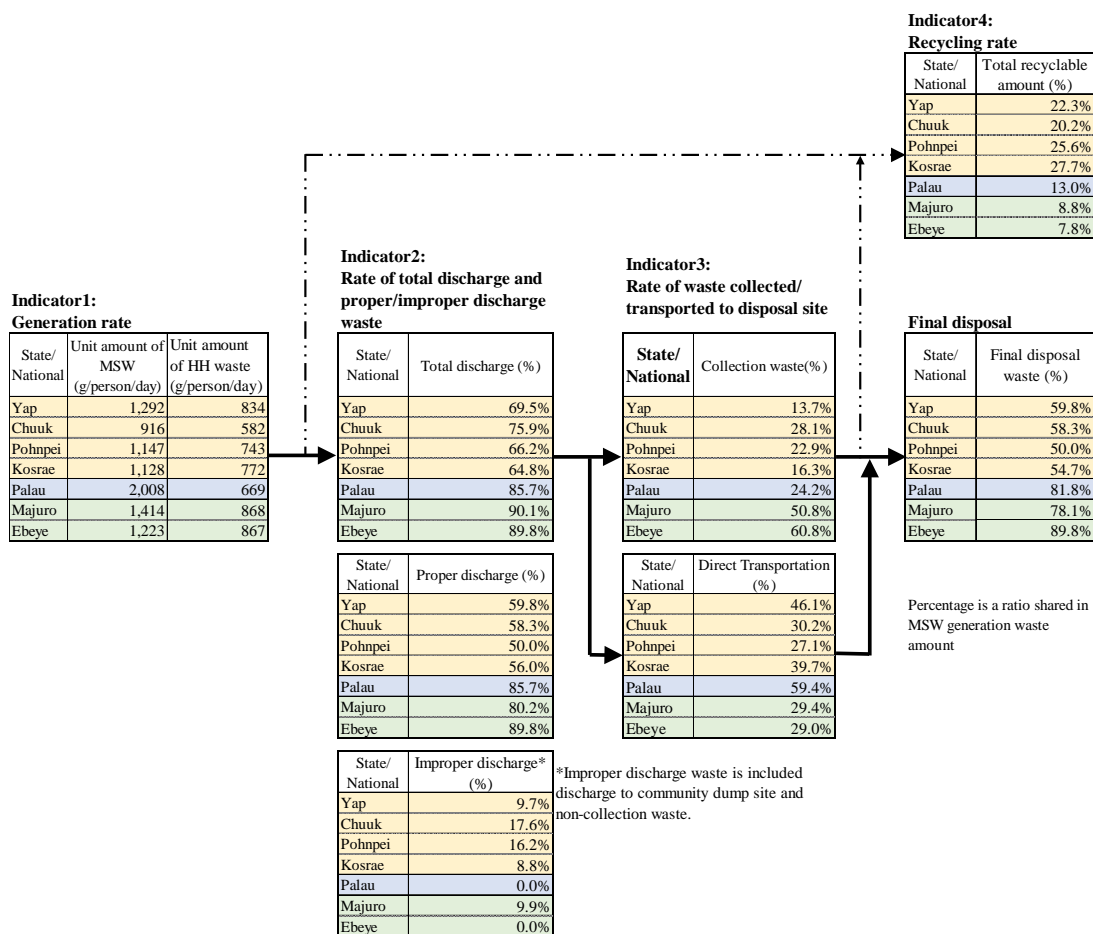 Indicator4:
Recycling rate
State/ National Total recyclable amount (%)
Yap 22.3%
Chuuk 20.2%
Pohnpei 25.6%
Kosrae 27.7%
Palau 13.0%
Majuro 8.8%
Ebeye 7.8%
Indicator1:
Generation rate
State/ National Unit amount of MSW (g/person/day) Unit amount of HH waste (g/person/day)
Yap 1,292 834
Chuuk 916 582
Pohnpei 1,147 743
Kosrae 1,128 772
Palau 2,008 669
Majuro 1,414 868
Ebeye 1,223 867
Indicator2:
Rate of total discharge and
proper/improper discharge
waste
State/ National Total discharge (%)
Yap 69.5%
Chuuk 75.9%
Pohnpei 66.2%
Kosrae 64.8%
Palau 85.7%
Majuro 90.1%
Ebeye 89.8%
State/ National Proper discharge (%)
Yap 59.8%
Chuuk 58.3%
Pohnpei 50.0%
Kosrae 56.0%
Palau 85.7%
Majuro 80.2%
Ebeye 89.8%
State/ National Improper discharge* (%)
Yap 9.7%
Chuuk 17.6%
Pohnpei 16.2%
Kosrae 8.8%
Palau 0.0%
Majuro 9.9%
Ebeye 0.0%
*Improper discharge waste is included
discharge to community dump site and
non-collection waste.
Indicator3:
Rate of waste collected/
transported to disposal site
State/ National Collection waste(%)
Yap 13.7%
Chuuk 28.1%
Pohnpei 22.9%
Kosrae 16.3%
Palau 24.2%
Majuro 50.8%
Ebeye 60.8%
State/ National Direct Transportation (%)
Yap 46.1%
Chuuk 30.2%
Pohnpei 27.1%
Kosrae 39.7%
Palau 59.4%
Majuro 29.4%
Ebeye 29.0%
Final disposal
State/ National Final disposal waste (%)
Yap 59.8%
Chuuk 58.3%
Pohnpei 50.0%
Kosrae 54.7%
Palau 81.8%
Majuro 78.1%
Ebeye 89.8%
Percentage is a ratio shared in
MSW generation waste
amount